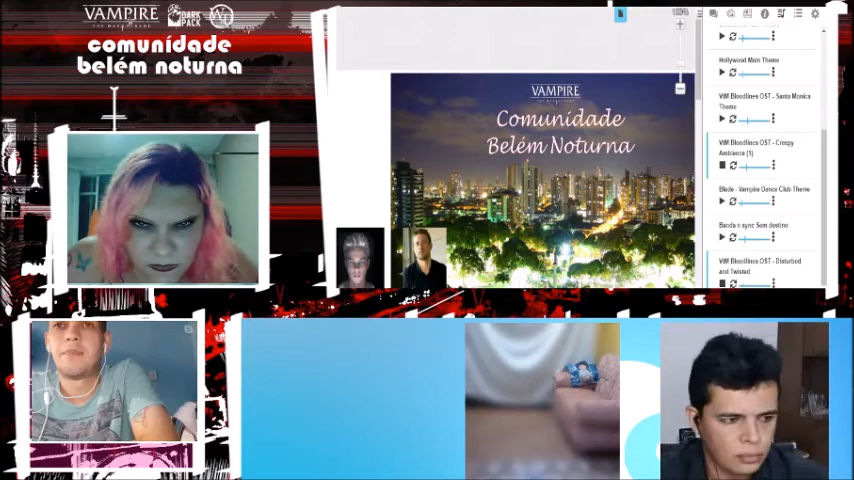 VAMPIRE
THE MASQUERADE
DARK
PACK
comunidade
belém noturna
VAMPIRE
Comunidade
Belém Noturna
Hollywood Main Theme
VtM Bloodlines OST - Santa Monica
Theme
VtM Bloodlines OST - Creepy
Ambience (1)
Blade - Vampire Dance Club Theme
Banda n sync Sem destino
VtM Bloodlines OST - Disturbed
and Twisted